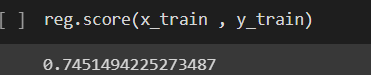 [ ] reg.score(x_train , y_train)
0.7451494225273487